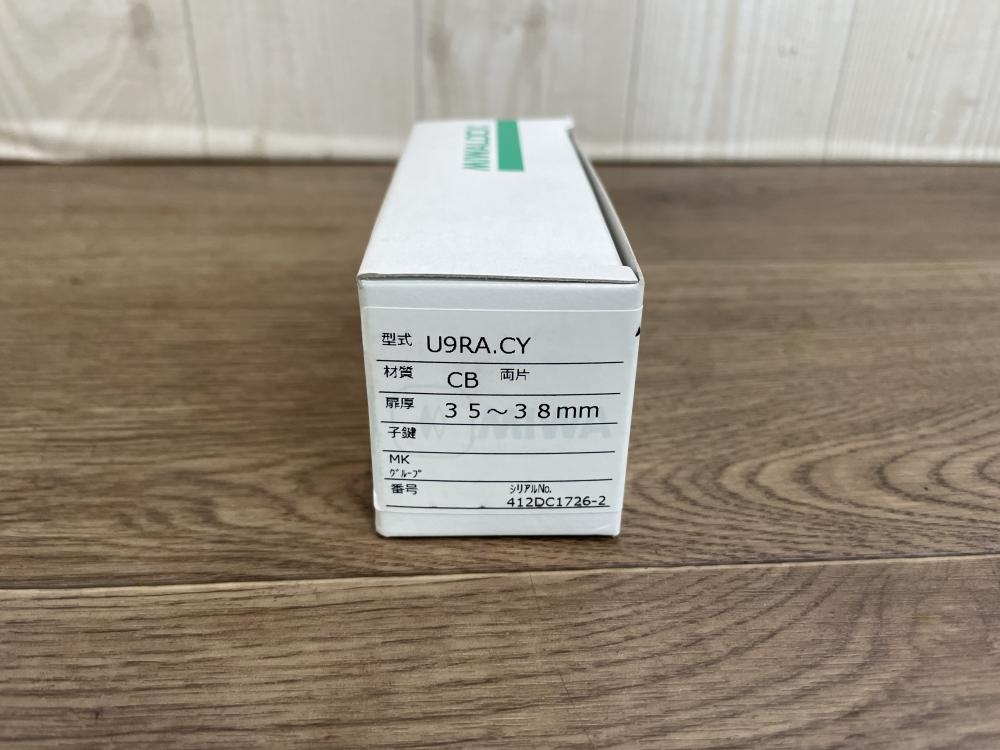 MIWALOCK
型式 U9RA.CY
材質 CB 両片
扉厚 35～38mm
子鍵
MK
ｸﾞﾙｰﾌﾟ
番号 ｼﾘｱﾙNo.
412DC1726-2
MIWA